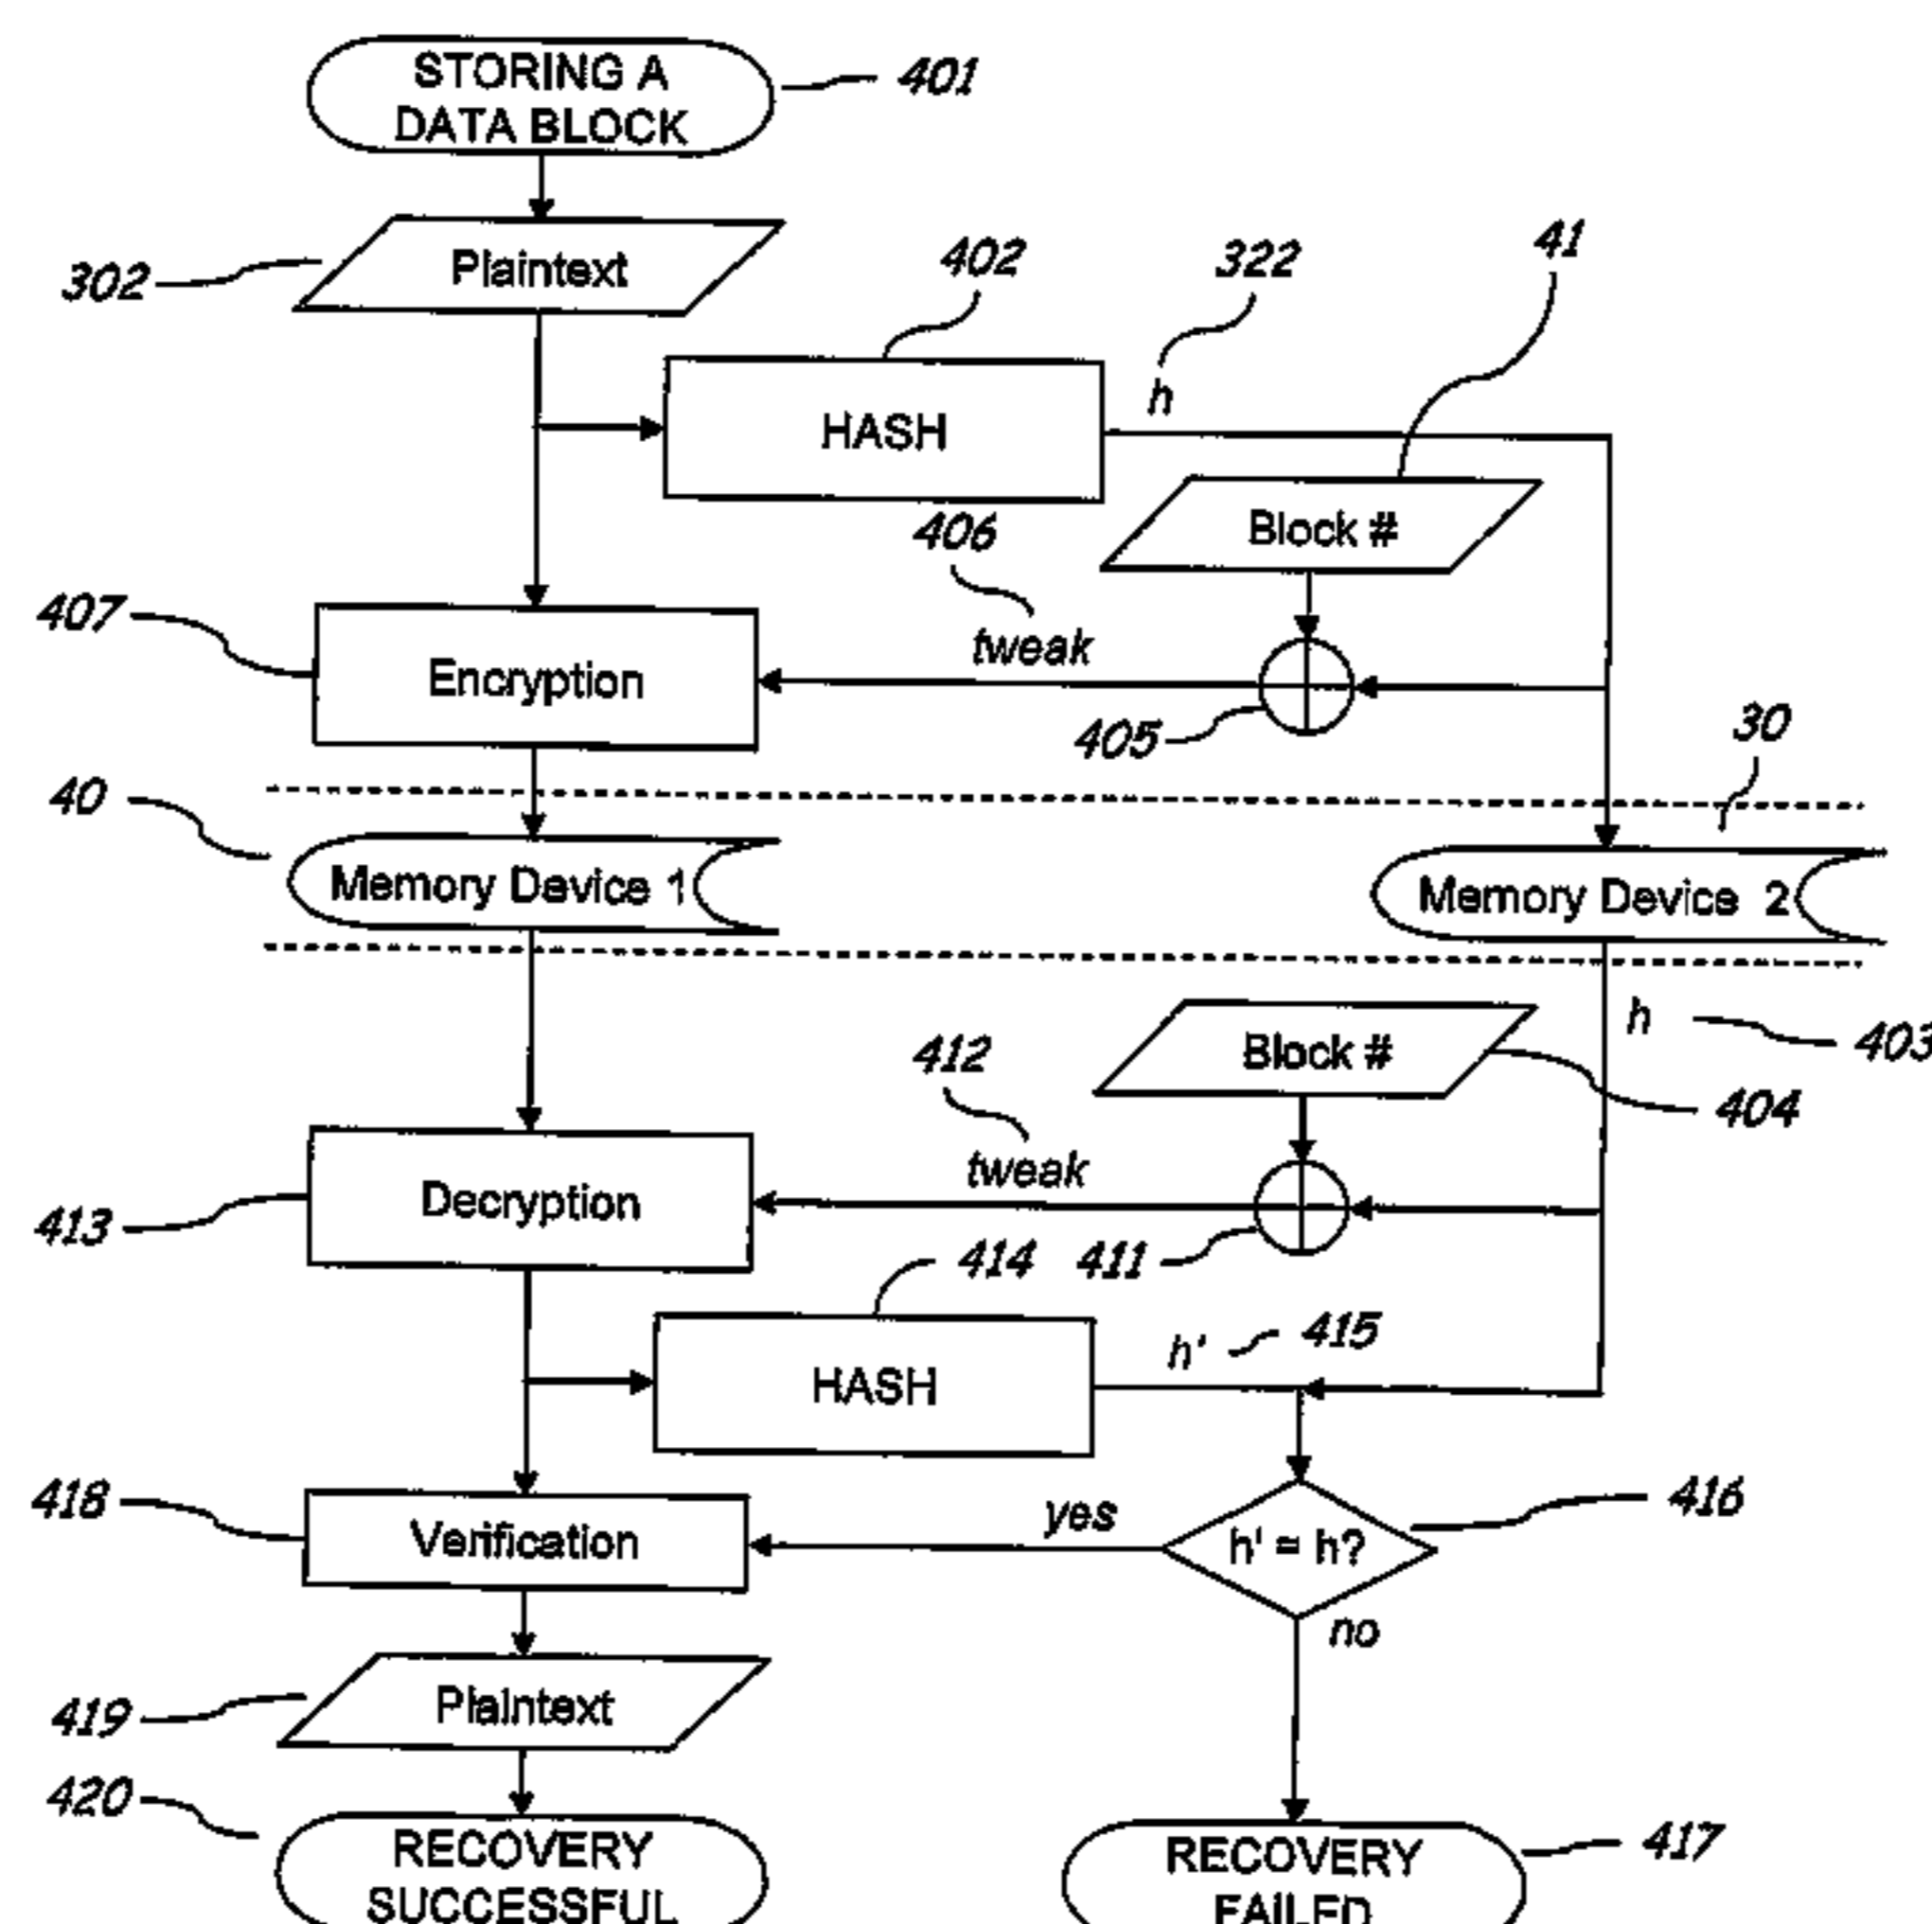 STORING A
DATA BLOCK
401
302
Plaintext
402
322
41
HASH
h
406
Block #
407
Encryption
tweak
405
30
40
Memory Device 1
Memory Device 2
h
403
412
Block #
404
413
Decryption
tweak
411
414
HASH
h' 415
418
Verification
yes
h' = h?
416
no
419
Plaintext
420
RECOVERY
SUCCESSFUL
RECOVERY
FAILED
417